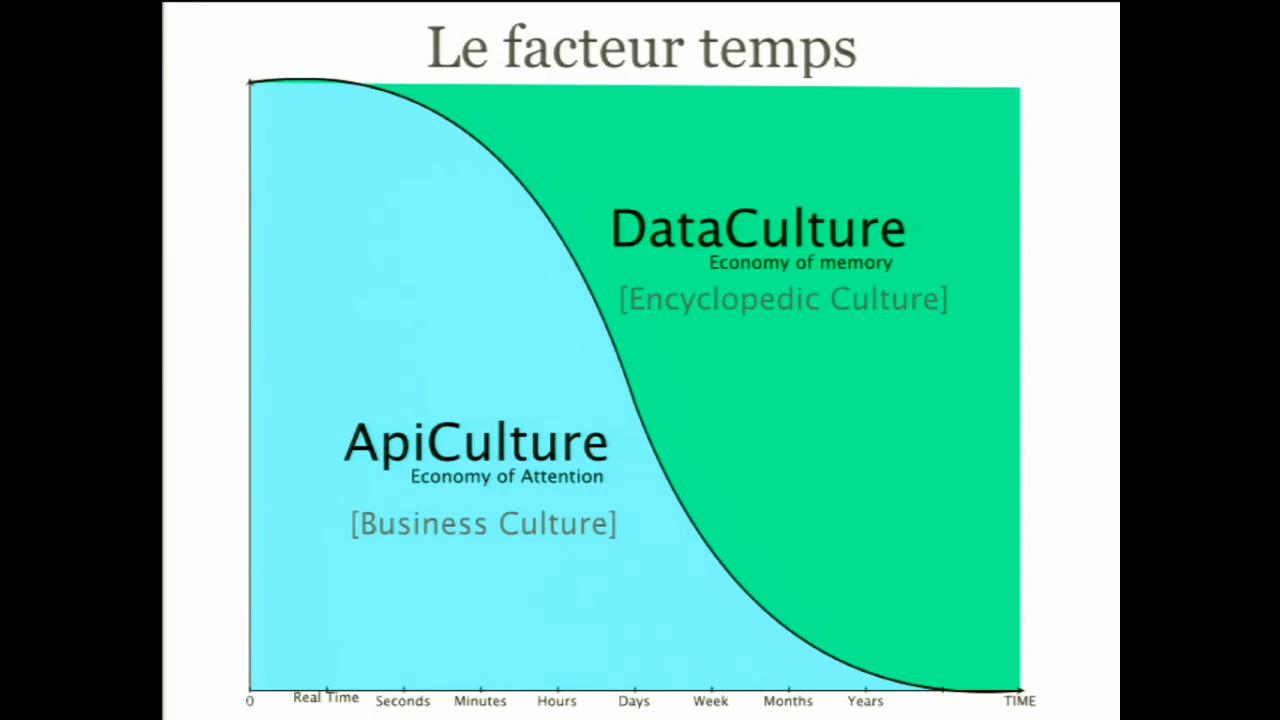 Le facteur temps
DataCulture
Economy of memory
[Encyclopedic Culture]
ApiCulture
Economy of Attention
[Business Culture]
0 Real Time Seconds Minutes Hours Days Week Months Years TIME